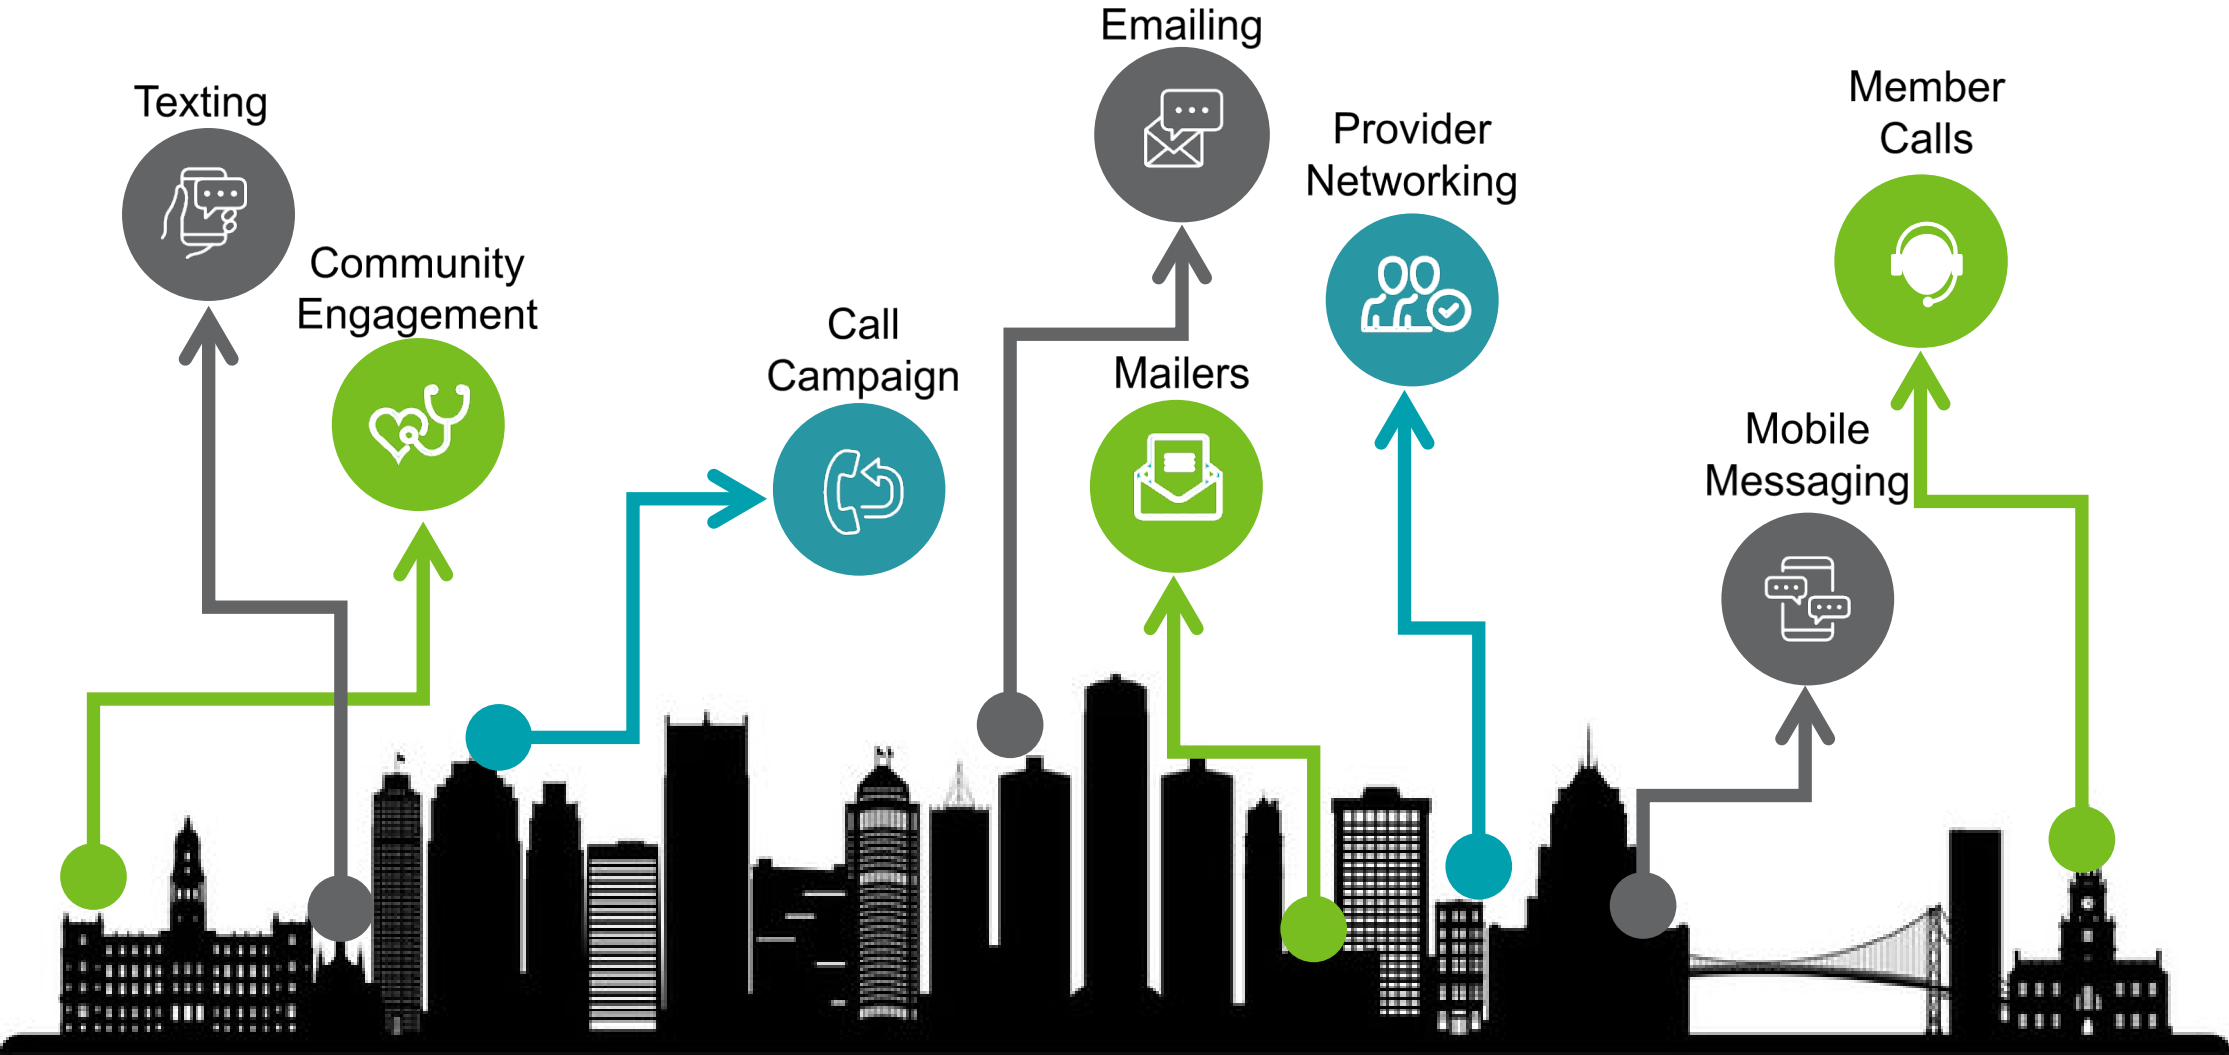 Texting
Community
Engagement
Call
Campaign
Emailing
Mailers
Provider
Networking
Mobile
Messaging
Member
Calls